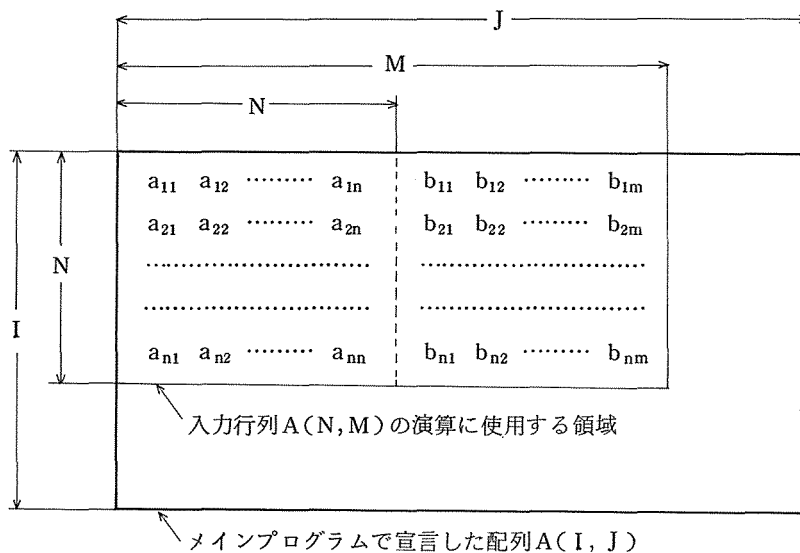 J
M
N
a11 a12 ……… a1n b11 b12 ……… b1m
a21 a22 ……… a2n b21 b22 ……… b2m
N
I
an1 an2 ……… ann bn1 bn2 ……… bnm
入力行列A(N,M)の演算に使用する領域
メインプログラムで宣言した配列A(I, J)